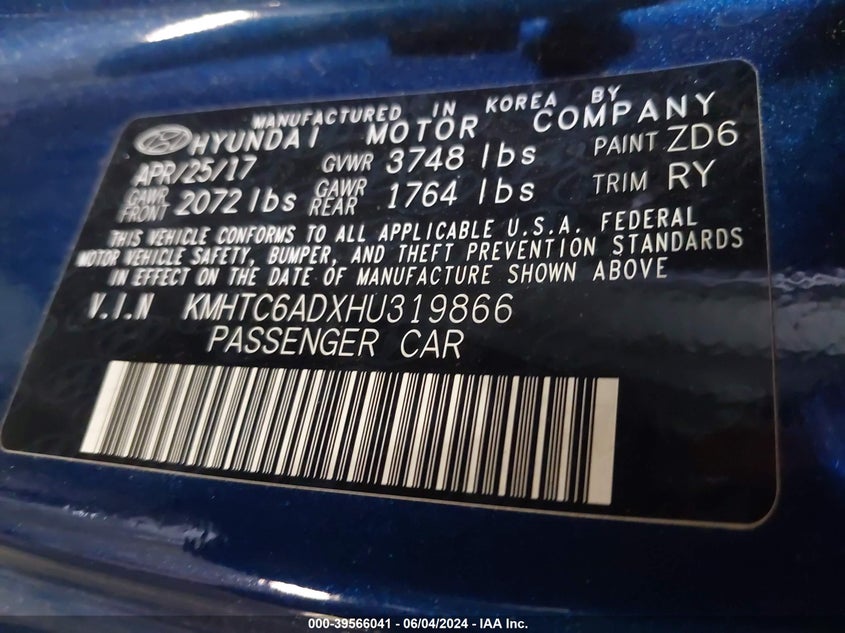 MANUFACTURED IN KOREA BY
HYUNDAI MOTOR COMPANY
APR/25/17 GVWR 3748 lbs PAINT ZD6
GAWR FRONT 2072 lbs GAWR REAR 1764 lbs TRIM RY
THIS VEHICLE CONFORMS TO ALL APPLICABLE U.S.A. FEDERAL
MOTOR VEHICLE SAFETY, BUMPER, AND THEFT PREVENTION STANDARDS
IN EFFECT ON THE DATE OF MANUFACTURE SHOWN ABOVE
V.I.N KMHTC6ADXHU319866
PASSENGER CAR
000-39566041 - 06/04/2024 - IAA Inc.